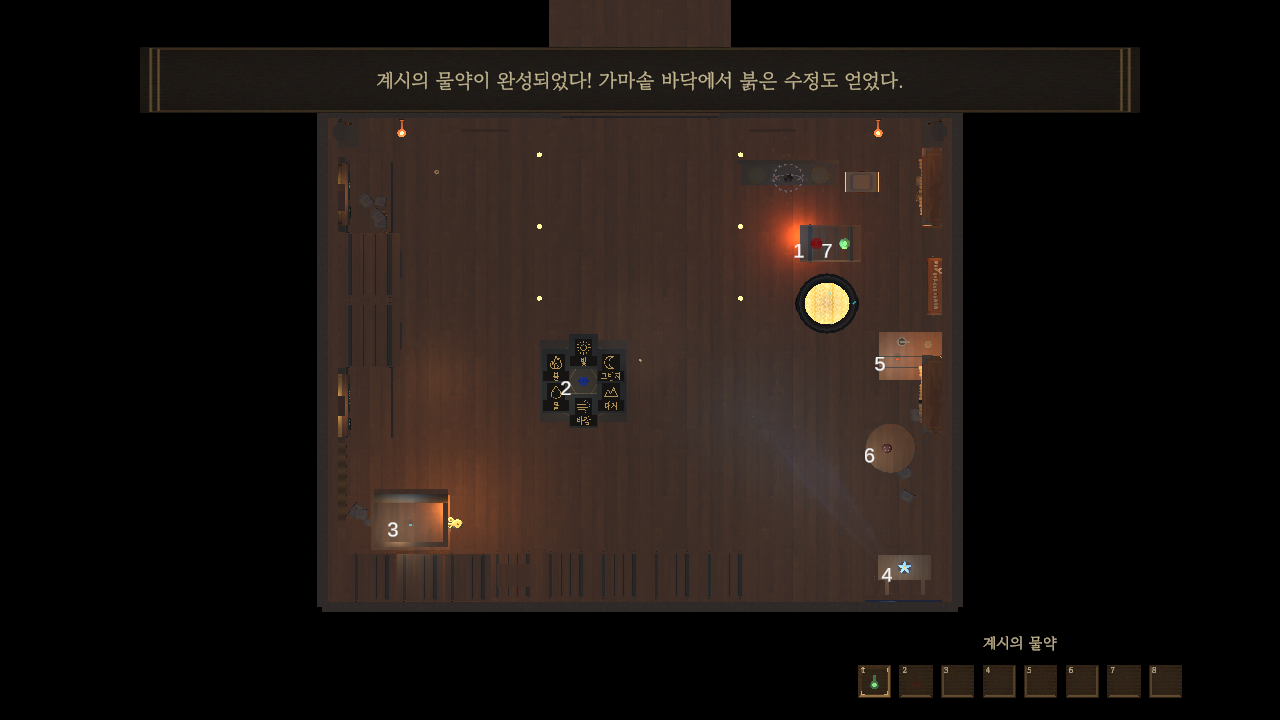 계시의 물약이 완성되었다! 가마솥 바닥에서 붉은 수정도 얻었다.
1 7
5
빛
불 그림자
2
물 대지
바람
6
3
4
계시의 물약
1 2 3 4 5 6 7 8